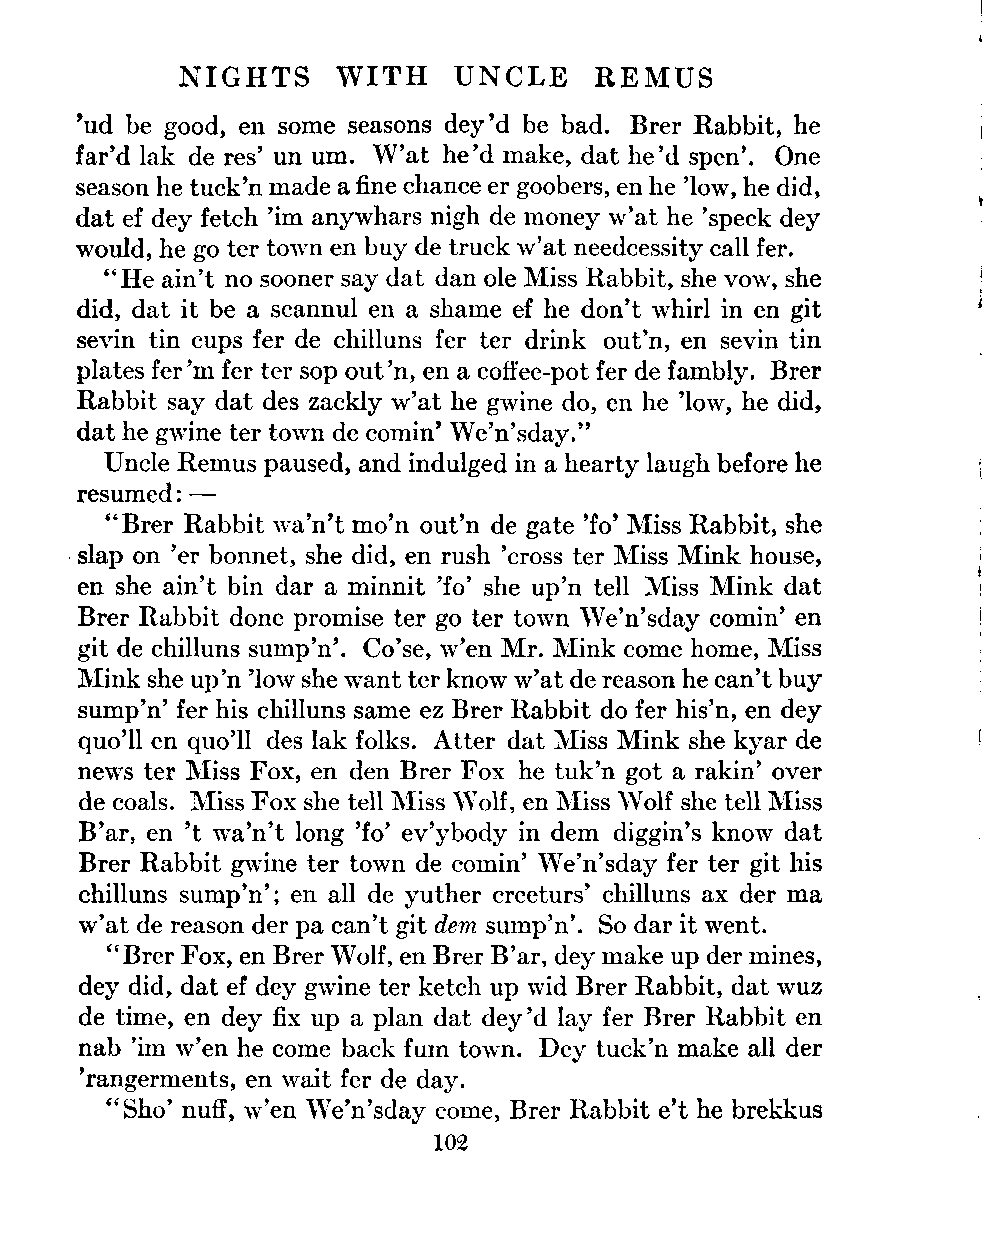 NIGHTS WITH UNCLE REMUS
'ud be good, en some seasons dey'd be bad. Brer Rabbit, he
far'd lak de res' un um. W'at he'd make, dat he'd spen'. One
season he tuck'n made a fine chance er goobers, en he 'low, he did,
dat ef dey fetch 'im anywhars nigh de money w'at he 'speck dey
would, he go ter town en buy de truck w'at needcessity call fer.
"He ain't no sooner say dat dan ole Miss Rabbit, she vow, she
did, dat it be a scannul en a shame ef he don't whirl in en git
sevin tin cups fer de chilluns fer ter drink out'n, en sevin tin
plates fer'm fer ter sop out'n, en a coffee-pot fer de fambly. Brer
Rabbit say dat des zackly w'at he gwine do, en he 'low, he did,
dat he gwine ter town de comin' We'n'sday."
Uncle Remus paused, and indulged in a hearty laugh before he
resumed: —
"Brer Rabbit wa'n't mo'n out'n de gate 'fo' Miss Rabbit, she
slap on 'er bonnet, she did, en rush 'cross ter Miss Mink house,
en she ain't bin dar a minnit 'fo' she up'n tell Miss Mink dat
Brer Rabbit done promise ter go ter town We'n'sday comin' en
git de chilluns sump'n'. Co'se, w'en Mr. Mink come home, Miss
Mink she up'n 'low she want ter know w'at de reason he can't buy
sump'n' fer his chilluns same ez Brer Rabbit do fer his'n, en dey
quo'll en quo'll des lak folks. Atter dat Miss Mink she kyar de
news ter Miss Fox, en den Brer Fox he tuk'n got a rakin' over
de coals. Miss Fox she tell Miss Wolf, en Miss Wolf she tell Miss
B'ar, en 't wa'n't long 'fo' ev'ybody in dem diggin's know dat
Brer Rabbit gwine ter town de comin' We'n'sday fer ter git his
chilluns sump'n'; en all de yuther creeturs' chilluns ax der ma
w'at de reason der pa can't git dem sump'n'. So dar it went.
"Brer Fox, en Brer Wolf, en Brer B'ar, dey make up der mines,
dey did, dat ef dey gwine ter ketch up wid Brer Rabbit, dat wuz
de time, en dey fix up a plan dat dey'd lay fer Brer Rabbit en
nab 'im w'en he come back fum town. Dey tuck'n make all der
'rangerments, en wait fer de day.
"Sho' nuff, w'en We'n'sday come, Brer Rabbit e't he brekkus
102